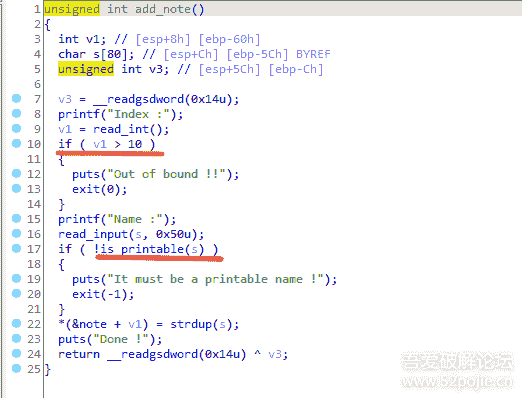 1 unsigned int add_note()
2 {
3 int v1; // [esp+8h] [ebp-60h]
4 char s[80]; // [esp+Ch] [ebp-5Ch] BYREF
5 unsigned int v3; // [esp+5Ch] [ebp-Ch]
6
7 v3 = __readgsdword(0x14u);
8 printf("Index :");
9 v1 = read_int();
10 if ( v1 > 10 )
11 {
12 puts("Out of bound !!");
13 exit(0);
14 }
15 printf("Name :");
16 read_input(s, 0x50u);
17 if ( !is_printable(s) )
18 {
19 puts("It must be a printable name !");
20 exit(-1);
21 }
22 *(&note + v1) = strdup(s);
23 puts("Done !");
24 return __readgsdword(0x14u) ^ v3;
25 }
吾爱破解论坛
www.52pojie.cn